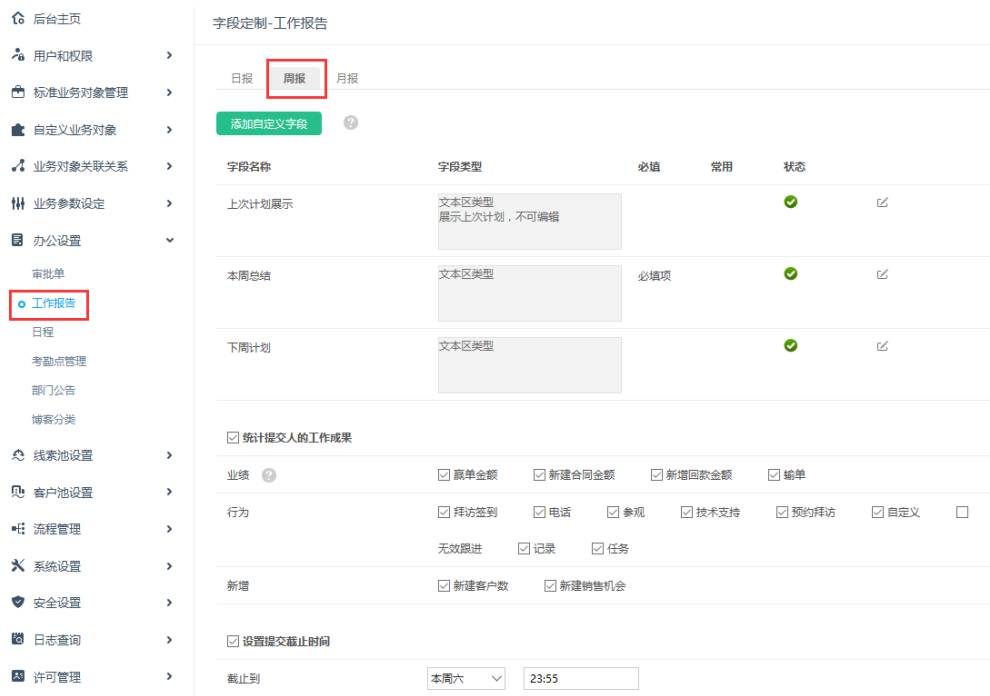 后台主页
用户和权限
标准业务对象管理
自定义业务对象
业务对象关联关系
业务参数设定
办公设置
审批单
工作报告
日程
考勤点管理
部门公告
博客分类
线索池设置
客户池设置
流程管理
系统设置
安全设置
日志查询
许可管理
字段定制-工作报告
日报 周报 月报
添加自定义字段 ?
字段名称 字段类型 必填 常用 状态
上次计划展示 文本区类型
展示上次计划，不可编辑
本周总结 文本区类型 必填项
下周计划 文本区类型
统计提交人的工作成果
业绩 ? 赢单金额 新建合同金额 新增回款金额 输单
行为 拜访签到 电话 参观 技术支持 预约拜访 自定义
无效跟进 记录 任务
新增 新建客户数 新建销售机会
设置提交截止时间
截止到 本周六 23:55